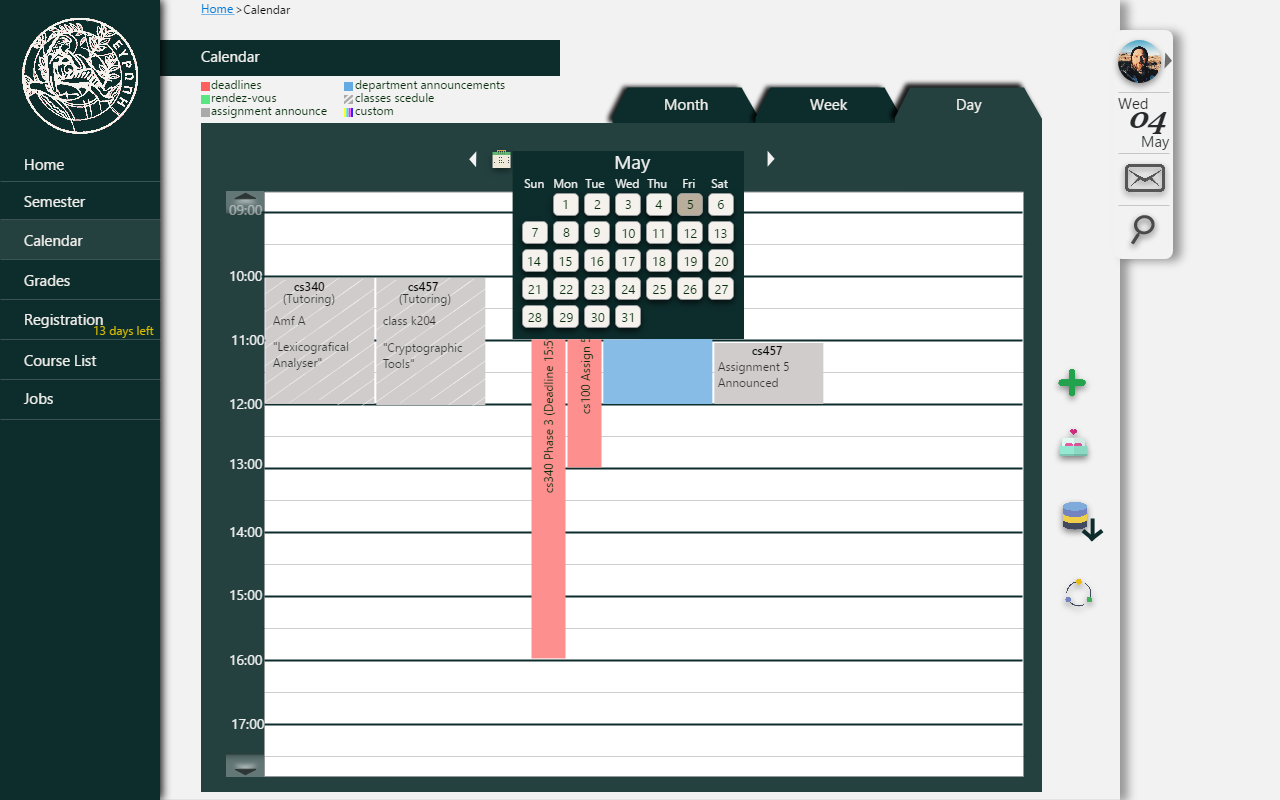 Home >Calendar
Calendar
deadlines
rendez-vous
assignment announce
department announcements
classes scedule
custom
Month
Week
Day
ΕΥΡΩΠΗ
Home
Semester
Calendar
Grades
Registration
13 days left
Course List
Jobs
Wed
04
May
May
Sun Mon Tue Wed Thu Fri Sat
1 2 3 4 5 6
7 8 9 10 11 12 13
14 15 16 17 18 19 20
21 22 23 24 25 26 27
28 29 30 31
09:00
10:00
11:00
12:00
13:00
14:00
15:00
16:00
17:00
cs340
(Tutoring)
Amf A
"Lexicografical
Analyser"
cs457
(Tutoring)
class k204
"Cryptographic
Tools"
cs340 Phase 3 (Deadline 15:5
cs100 Assign
cs457
Assignment 5
Announced